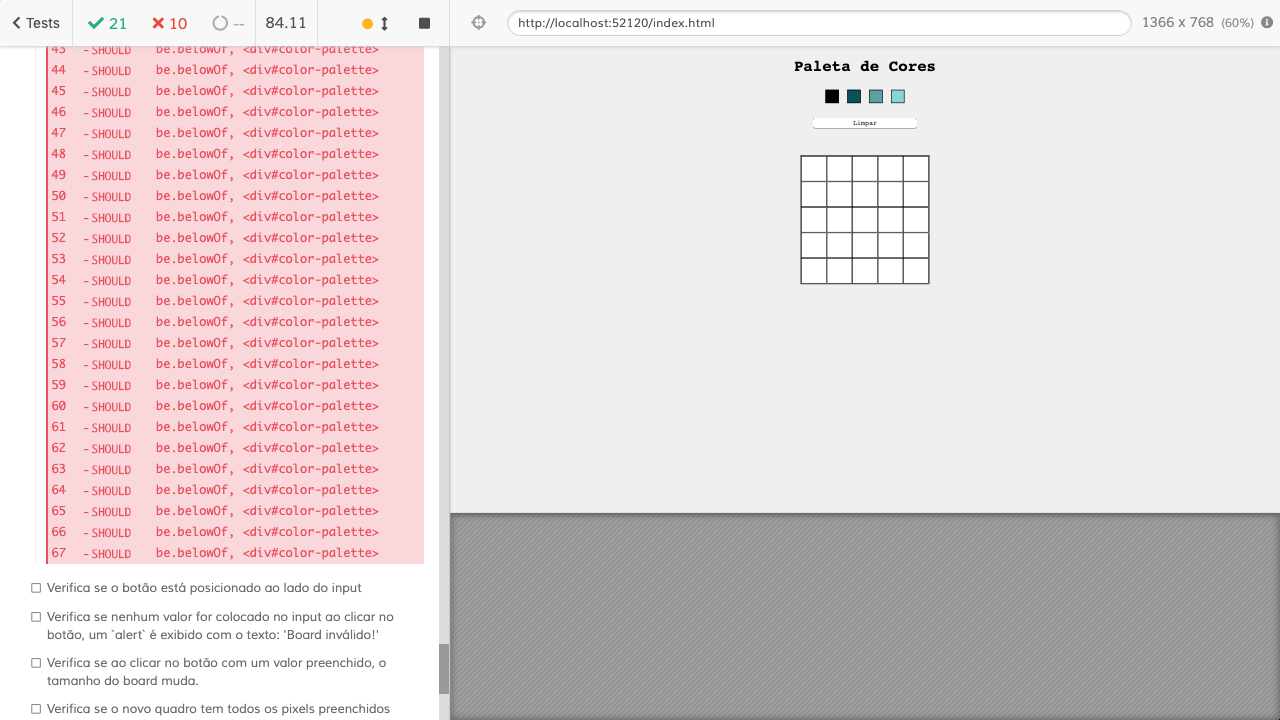 Tests 21 10 -- 84.11
http://localhost:52120/index.html 1366 x 768 (60%)
43 -SHOULD be.belowOf, <div#color-palette>
44 -SHOULD be.belowOf, <div#color-palette>
45 -SHOULD be.belowOf, <div#color-palette>
46 -SHOULD be.belowOf, <div#color-palette>
47 -SHOULD be.belowOf, <div#color-palette>
48 -SHOULD be.belowOf, <div#color-palette>
49 -SHOULD be.belowOf, <div#color-palette>
50 -SHOULD be.belowOf, <div#color-palette>
51 -SHOULD be.belowOf, <div#color-palette>
52 -SHOULD be.belowOf, <div#color-palette>
53 -SHOULD be.belowOf, <div#color-palette>
54 -SHOULD be.belowOf, <div#color-palette>
55 -SHOULD be.belowOf, <div#color-palette>
56 -SHOULD be.belowOf, <div#color-palette>
57 -SHOULD be.belowOf, <div#color-palette>
58 -SHOULD be.belowOf, <div#color-palette>
59 -SHOULD be.belowOf, <div#color-palette>
60 -SHOULD be.belowOf, <div#color-palette>
61 -SHOULD be.belowOf, <div#color-palette>
62 -SHOULD be.belowOf, <div#color-palette>
63 -SHOULD be.belowOf, <div#color-palette>
64 -SHOULD be.belowOf, <div#color-palette>
65 -SHOULD be.belowOf, <div#color-palette>
66 -SHOULD be.belowOf, <div#color-palette>
67 -SHOULD be.belowOf, <div#color-palette>
Verifica se o botão está posicionado ao lado do input
Verifica se nenhum valor for colocado no input ao clicar no
botão, um `alert` é exibido com o texto: 'Board inválido!'
Verifica se ao clicar no botão com um valor preenchido, o
tamanho do board muda.
Verifica se o novo quadro tem todos os pixels preenchidos
Paleta de Cores
Limpar